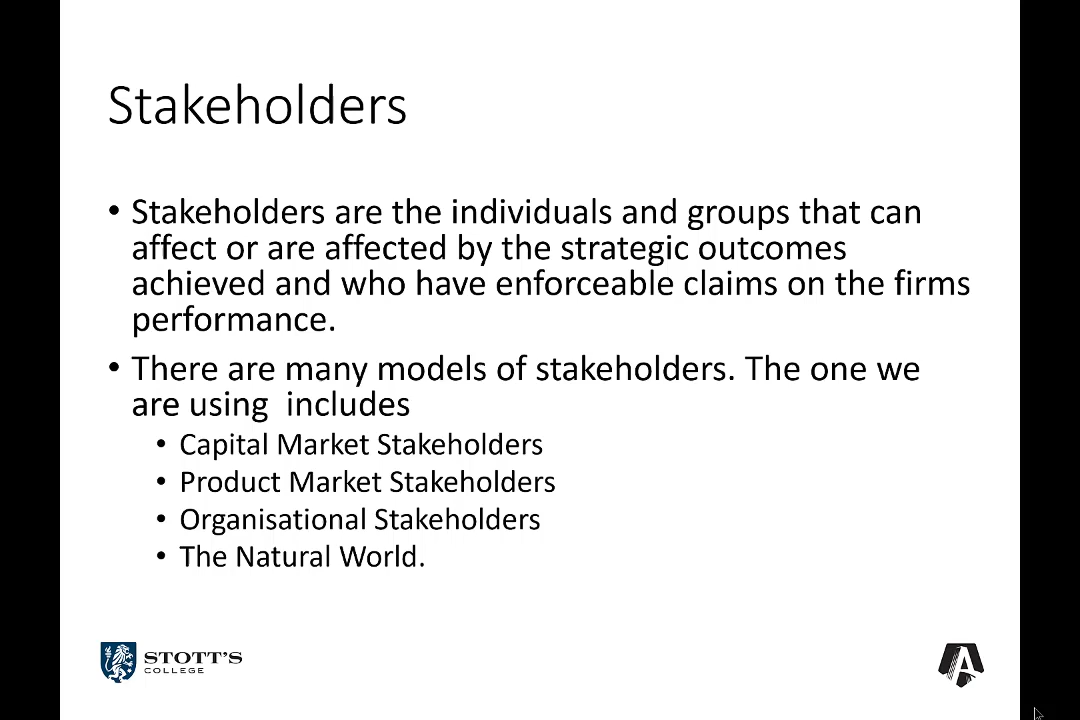 Stakeholders
• Stakeholders are the individuals and groups that can
affect or are affected by the strategic outcomes
achieved and who have enforceable claims on the firms
performance.
• There are many models of stakeholders. The one we
are using  includes
• Capital Market Stakeholders
• Product Market Stakeholders
• Organisational Stakeholders
• The Natural World.
STOTT'S
COLLEGE
A